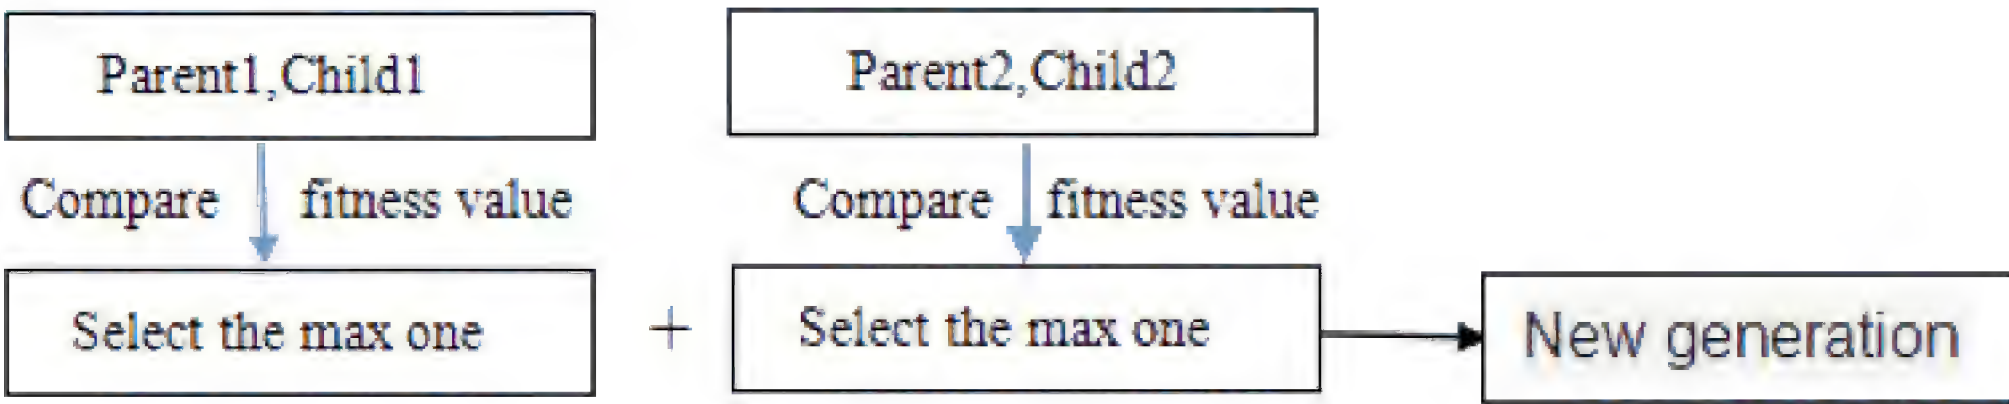 Parent1,Child1
Parent2,Child2
Compare fitness value
Compare fitness value
Select the max one
+
Select the max one
New generation